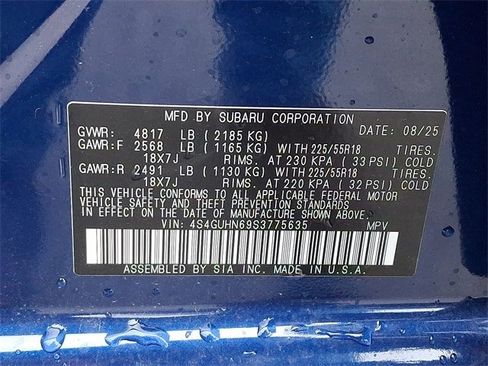 MFD BY SUBARU CORPORATION DATE: 08/25
GVWR: 4817 LB (2185 KG)
GAWR:F 2568 LB (1165 KG) WITH 225/55R18 TIRES.
18X7J RIMS. AT 230 KPA (33 PSI) COLD
GAWR:R 2491 LB (1130 KG) WITH 225/55R18 TIRES.
18X7J RIMS. AT 220 KPA (32 PSI) COLD
THIS VEHICLE CONFORMS TO ALL APPLICABLE FEDERAL MOTOR
VEHICLE SAFETY AND THEFT PREVENTION STANDARDS IN
EFFECT ON THE DATE OF MANUFACTURE SHOWN ABOVE.
VIN: 4S4GUHN69S3775635 MPV
ASSEMBLED BY SIA INC. MADE IN U.S.A.